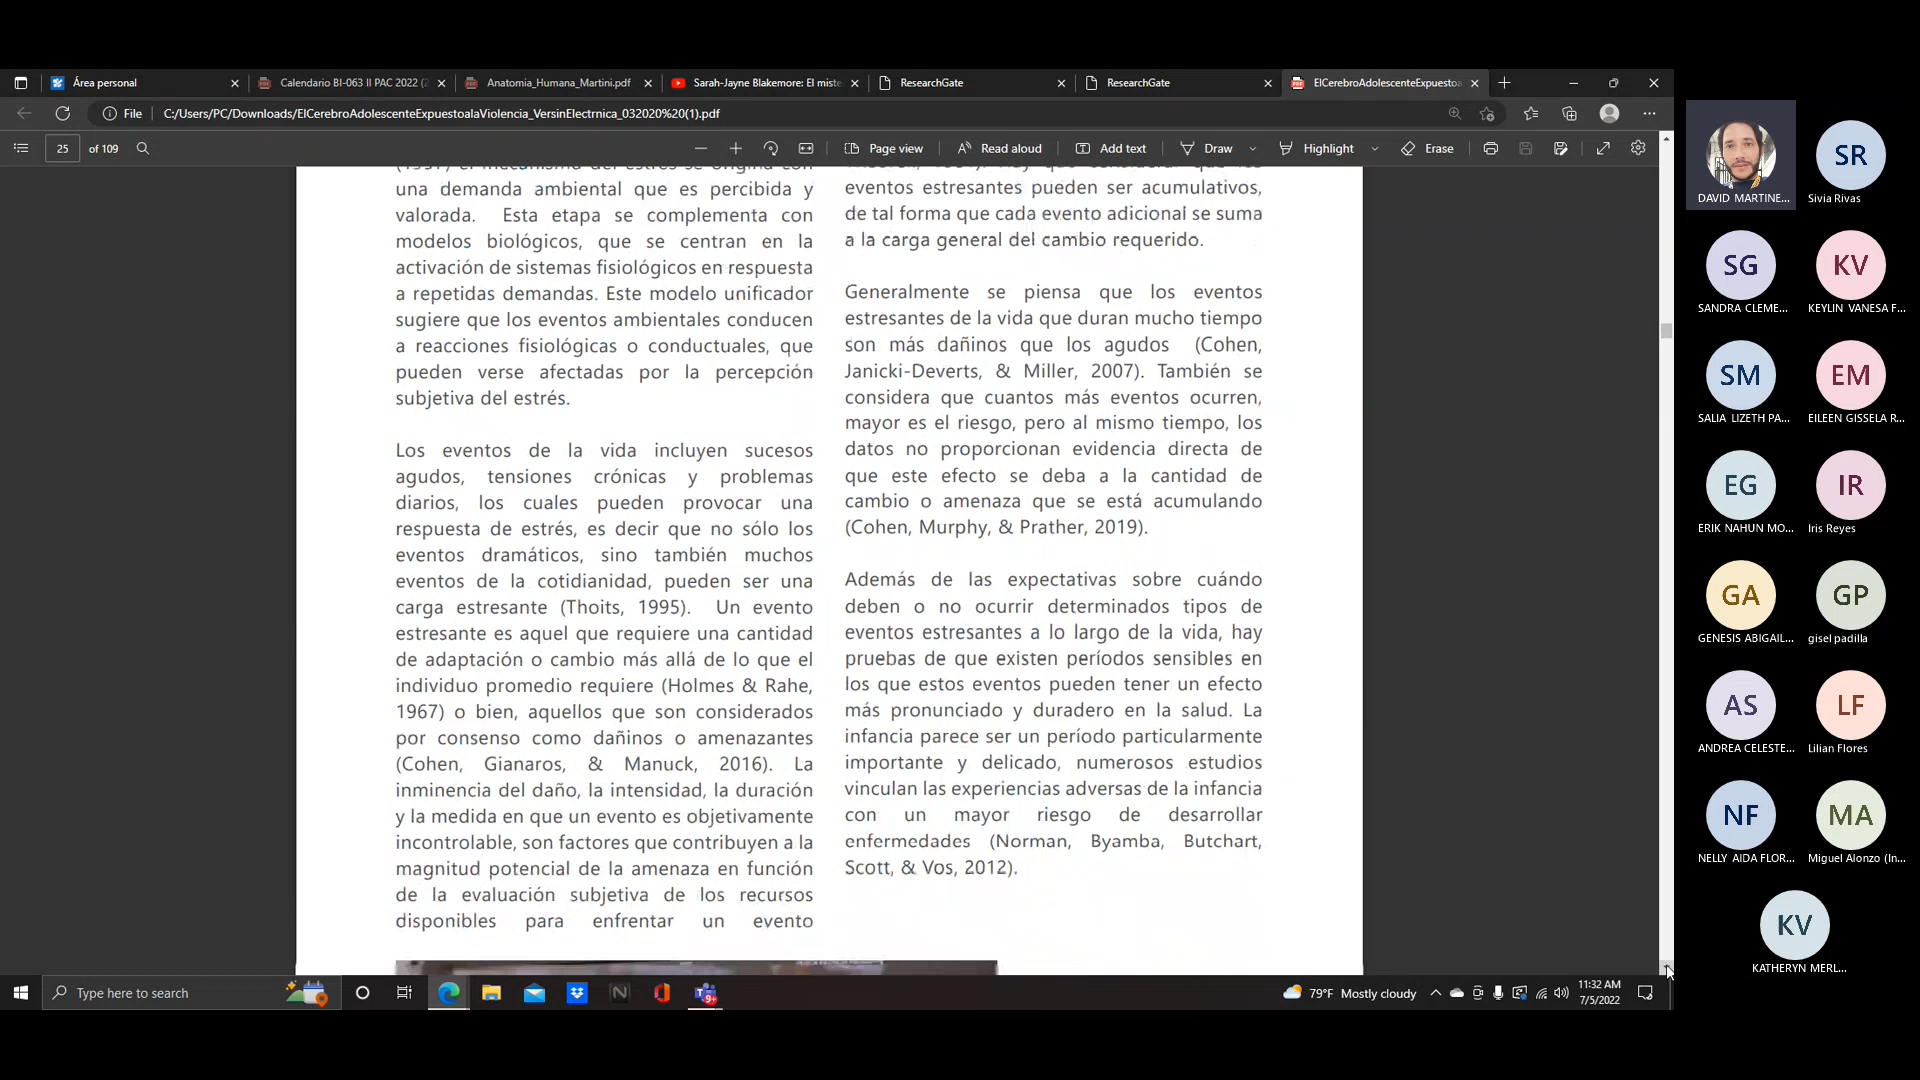 Área personal
Calendario BI-063 II PAC 2022 (2
Anatomia_Humana_Martini.pdf
Sarah-Jayne Blakemore: El miste
ResearchGate
ResearchGate
ElCerebroAdolescenteExpuestoa
File
C:/Users/PC/Downloads/ElCerebroAdolescenteExpuestoalaViolencia_VersinElectrnica_032020%20(1).pdf
25 of 109
Page view
Read aloud
Add text
Draw
Highlight
Erase
una demanda ambiental que es percibida y
valorada. Esta etapa se complementa con
modelos biológicos, que se centran en la
activación de sistemas fisiológicos en respuesta
a repetidas demandas. Este modelo unificador
sugiere que los eventos ambientales conducen
a reacciones fisiológicas o conductuales, que
pueden verse afectadas por la percepción
subjetiva del estrés.
Los eventos de la vida incluyen sucesos
agudos, tensiones crónicas y problemas
diarios, los cuales pueden provocar una
respuesta de estrés, es decir que no sólo los
eventos dramáticos, sino también muchos
eventos de la cotidianidad, pueden ser una
carga estresante (Thoits, 1995). Un evento
estresante es aquel que requiere una cantidad
de adaptación o cambio más allá de lo que el
individuo promedio requiere (Holmes & Rahe,
1967) o bien, aquellos que son considerados
por consenso como dañinos o amenazantes
(Cohen, Gianaros, & Manuck, 2016). La
inminencia del daño, la intensidad, la duración
y la medida en que un evento es objetivamente
incontrolable, son factores que contribuyen a la
magnitud potencial de la amenaza en función
de la evaluación subjetiva de los recursos
disponibles para enfrentar un evento
eventos estresantes pueden ser acumulativos,
de tal forma que cada evento adicional se suma
a la carga general del cambio requerido.
Generalmente se piensa que los eventos
estresantes de la vida que duran mucho tiempo
son más dañinos que los agudos (Cohen,
Janicki-Deverts, & Miller, 2007). También se
considera que cuantos más eventos ocurren,
mayor es el riesgo, pero al mismo tiempo, los
datos no proporcionan evidencia directa de
que este efecto se deba a la cantidad de
cambio o amenaza que se está acumulando
(Cohen, Murphy, & Prather, 2019).
Además de las expectativas sobre cuándo
deben o no ocurrir determinados tipos de
eventos estresantes a lo largo de la vida, hay
pruebas de que existen períodos sensibles en
los que estos eventos pueden tener un efecto
más pronunciado y duradero en la salud. La
infancia parece ser un período particularmente
importante y delicado, numerosos estudios
vinculan las experiencias adversas de la infancia
con un mayor riesgo de desarrollar
enfermedades (Norman, Byamba, Butchart,
Scott, & Vos, 2012).
Type here to search
79°F Mostly cloudy
11:32 AM
7/5/2022
DAVID MARTINE...
SR
Sivia Rivas
SG
SANDRA CLEME...
KV
KEYLIN VANESA F...
SM
SALIA LIZETH PA...
EM
EILEEN GISSELA R...
EG
ERIK NAHUN MO...
IR
Iris Reyes
GA
GENESIS ABIGAIL...
GP
gisel padilla
AS
ANDREA CELESTE...
LF
Lilian Flores
NF
NELLY AIDA FLOR...
MA
Miguel Alonzo (In...
KV
KATHERYN MERL...